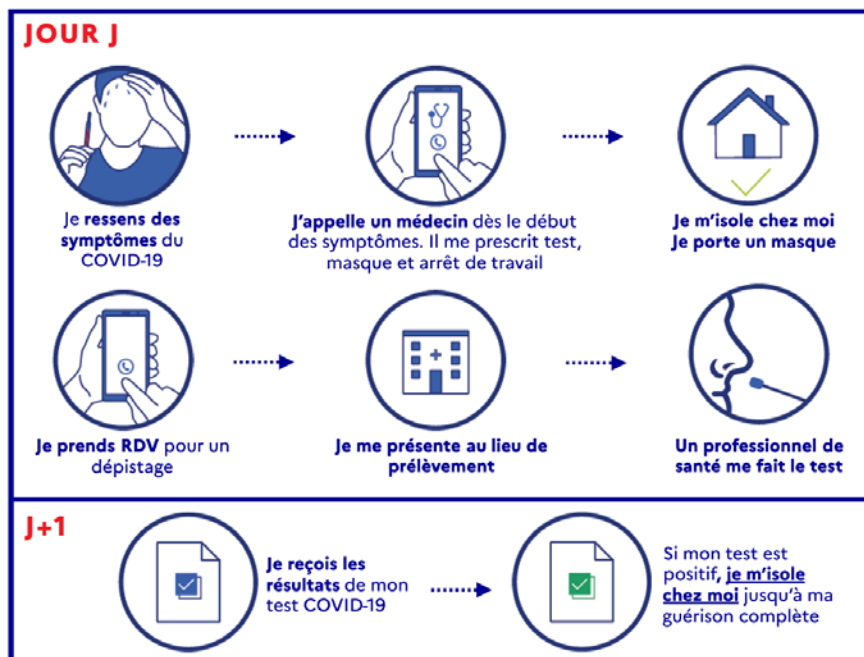 JOUR J
Je ressens des
symptômes du
COVID-19
J'appelle un médecin dès le début
des symptômes. Il me prescrit test,
masque et arrêt de travail
Je m'isole chez moi
Je porte un masque
Je prends RDV pour un
dépistage
Je me présente au lieu de
prélèvement
Un professionnel de
santé me fait le test
J+1
Je reçois les
résultats de mon
test COVID-19
Si mon test est
positif, je m'isole
chez moi jusqu'à ma
guérison complète